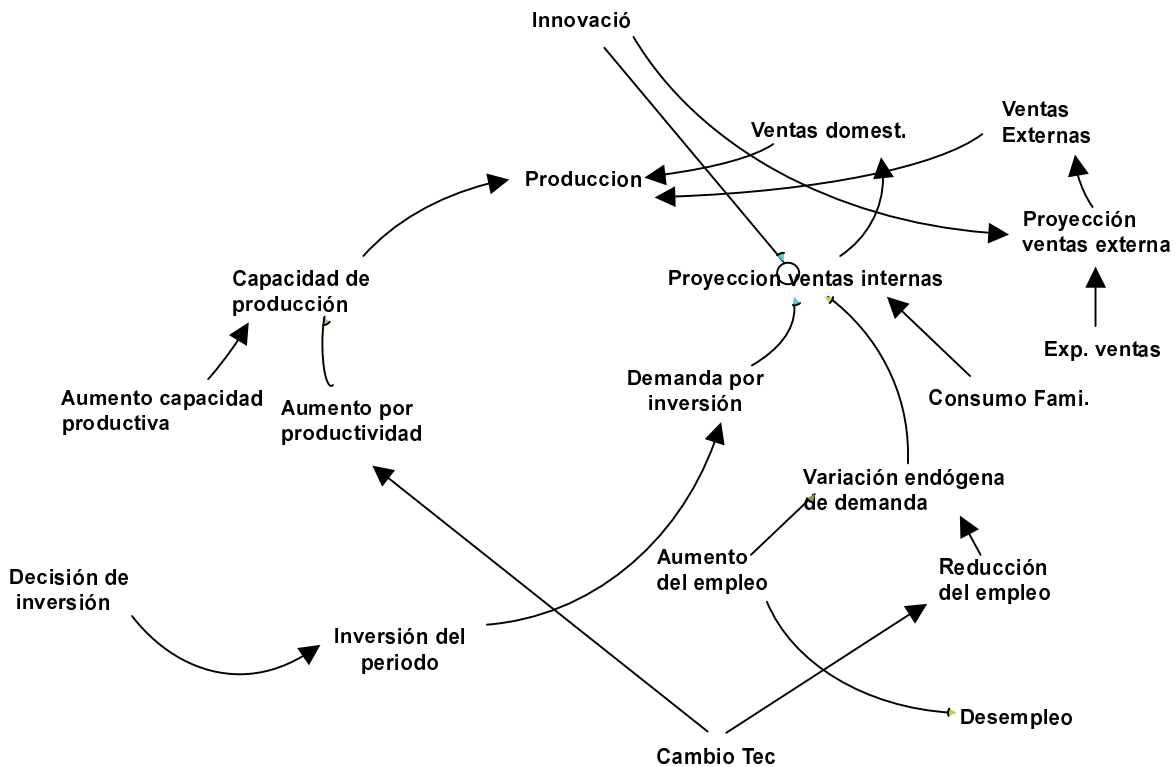 Innovació
Ventas
Externas
Ventas domest.
Produccion
Proyección
ventas externa
Capacidad de
producción
Proyeccion ventas internas
Exp. ventas
Demanda por
inversión
Consumo Fami.
Aumento capacidad
productiva
Aumento por
productividad
Variación endógena
de demanda
Aumento
del empleo
Reducción
del empleo
Decisión de
inversión
Inversión del
periodo
Desempleo
Cambio Tec